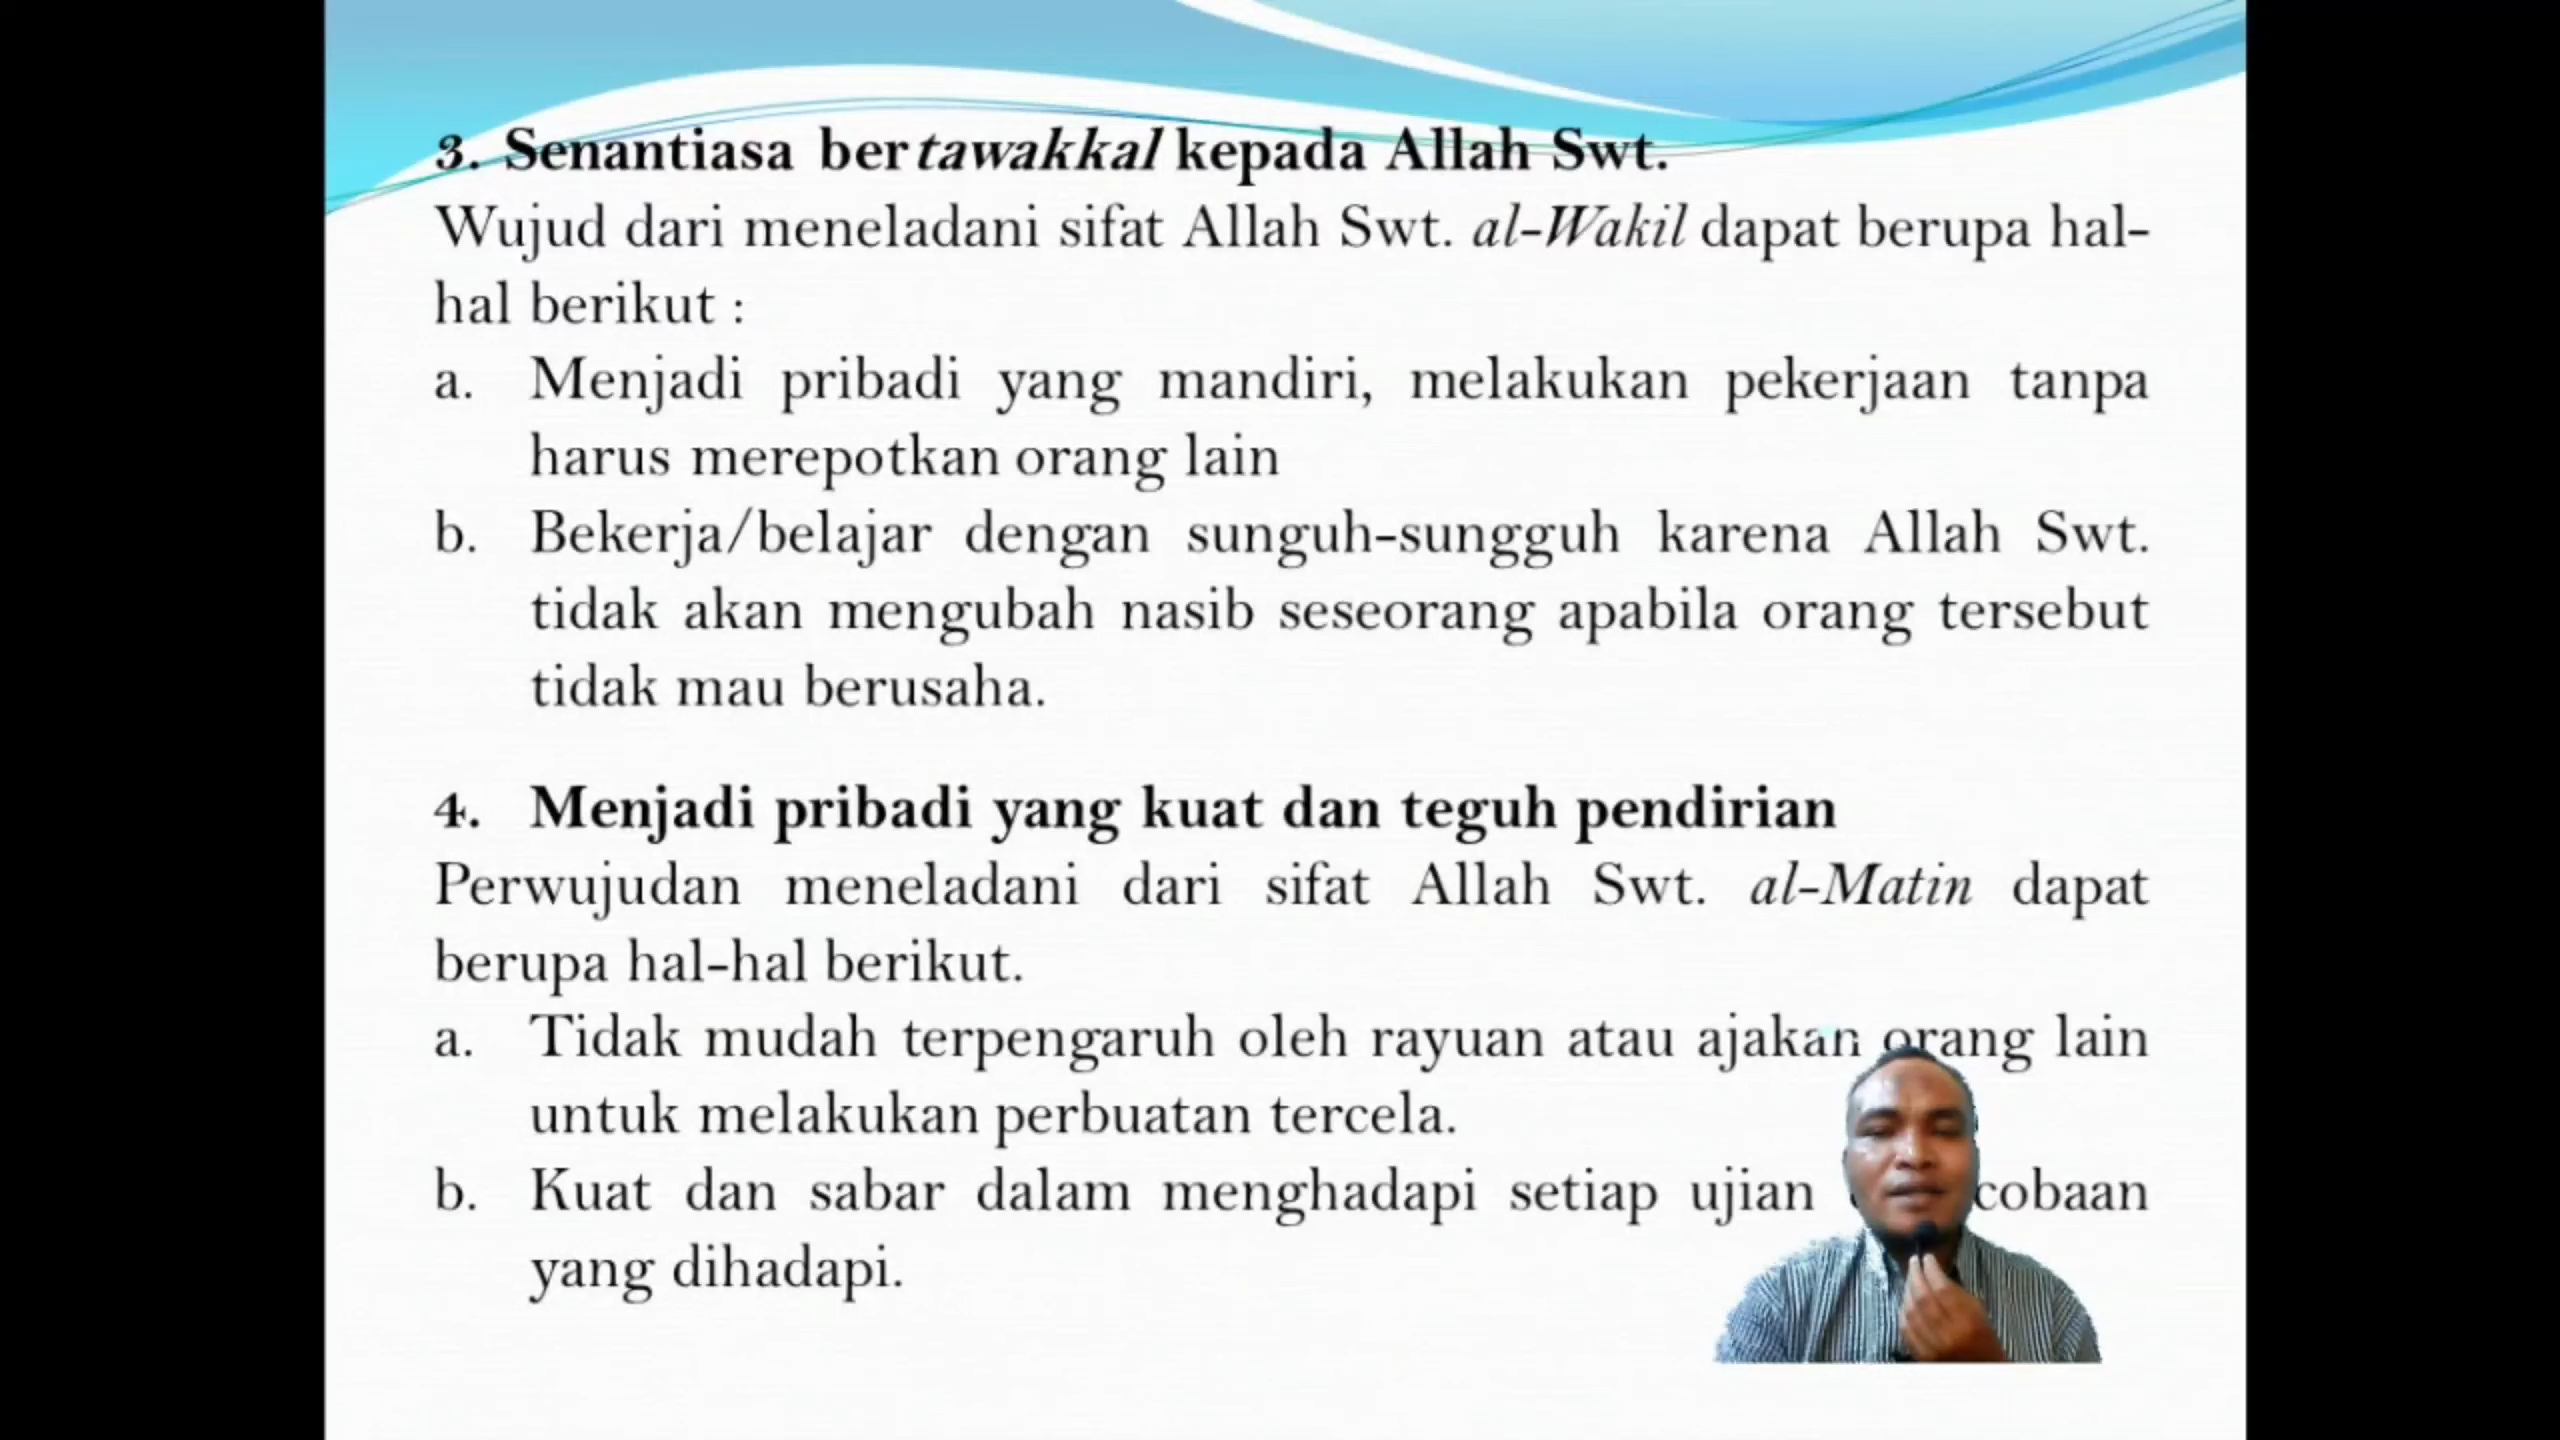 3. Senantiasa bertawakkal kepada Allah Swt.
Wujud dari meneladani sifat Allah Swt. al-Wakil dapat berupa hal-
hal berikut :
a. Menjadi pribadi yang mandiri, melakukan pekerjaan tanpa
harus merepotkan orang lain
b. Bekerja/belajar dengan sunguh-sungguh karena Allah Swt.
tidak akan mengubah nasib seseorang apabila orang tersebut
tidak mau berusaha.
4. Menjadi pribadi yang kuat dan teguh pendirian
Perwujudan meneladani dari sifat Allah Swt. al-Matin dapat
berupa hal-hal berikut.
a. Tidak mudah terpengaruh oleh rayuan atau ajakan orang lain
untuk melakukan perbuatan tercela.
b. Kuat dan sabar dalam menghadapi setiap ujian cobaan
yang dihadapi.